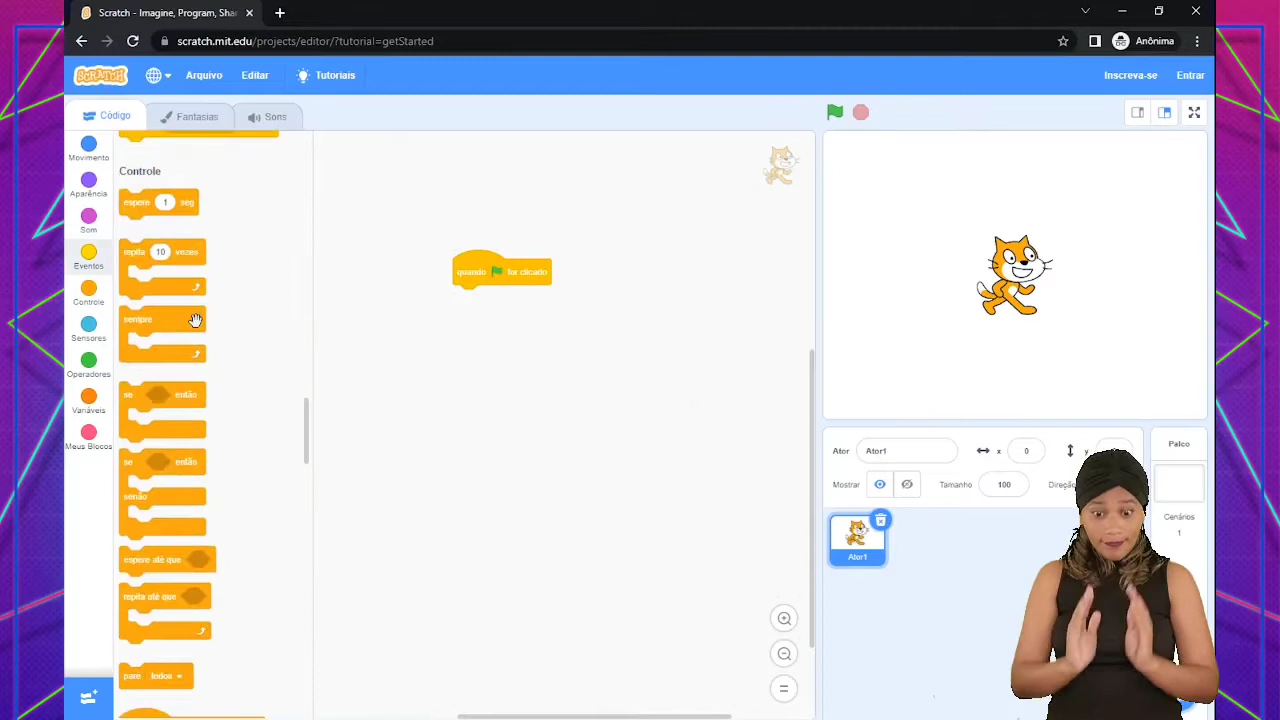 Scratch - Imagine, Program, Sha
scratch.mit.edu/projects/editor/?tutorial=getStarted
Anônima
SCRATCH
Arquivo
Editar
Tutoriais
Inscreva-se
Entrar
Código
Fantasias
Sons
Movimento
Aparência
Som
Eventos
Controle
Sensores
Operadores
Variáveis
Meus Blocos
Controle
espere 1 seg
repita 10 vezes
sempre
se então
se então
senão
espere até que
repita até que
pare todos
quando for clicado
Ator
Ator1
x
0
y
Mostrar
Tamanho
100
Direção
Ator1
Palco
Cenários
1